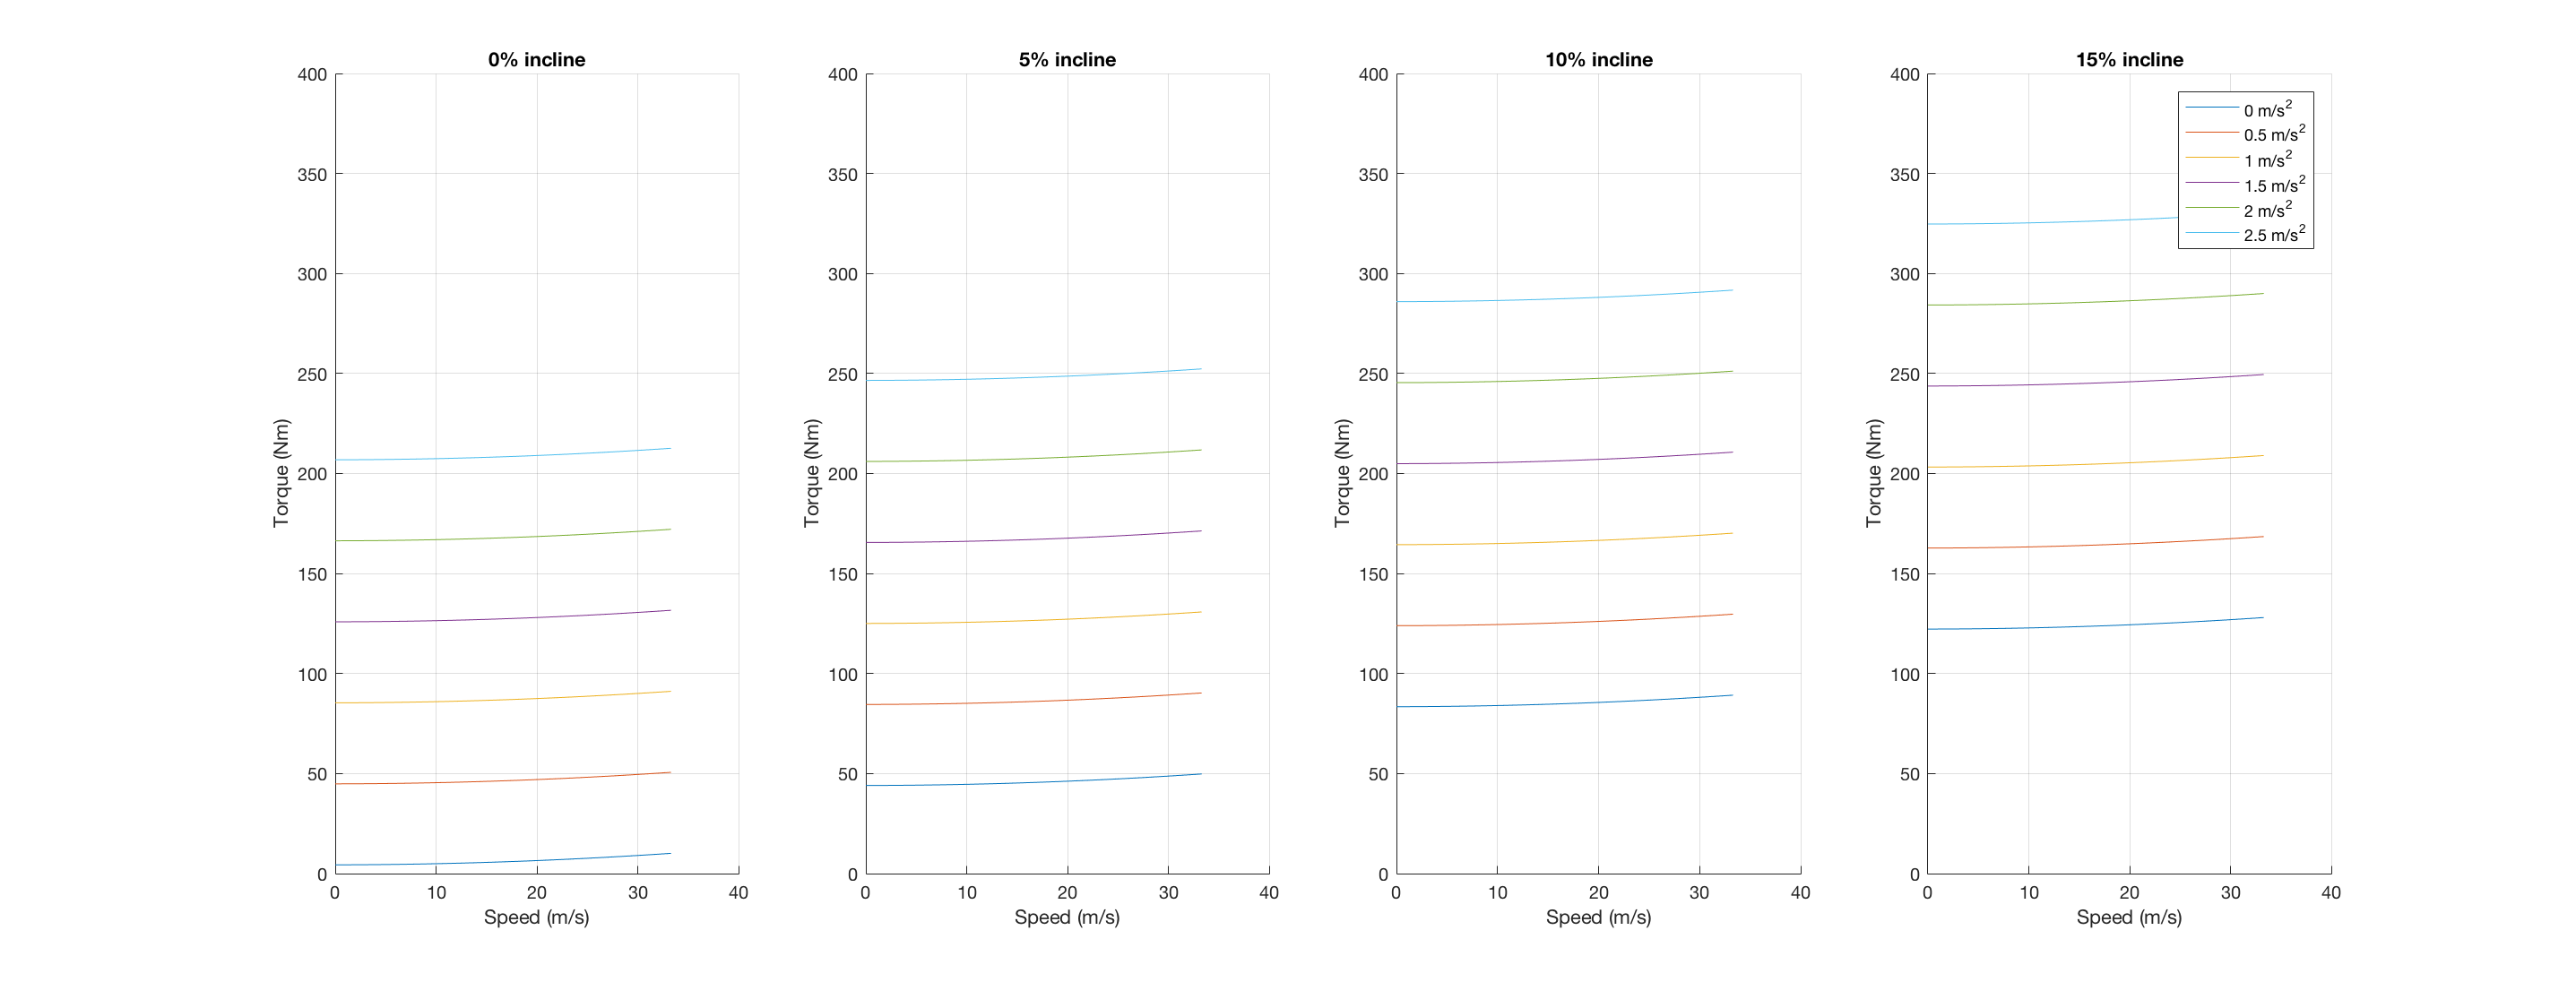 0% incline
5% incline
10% incline
15% incline
400
350
300
250
200
150
100
50
0
0 10 20 30 40
Speed (m/s)
Torque (Nm)
400
350
300
250
200
150
100
50
0
0 10 20 30 40
Speed (m/s)
Torque (Nm)
400
350
300
250
200
150
100
50
0
0 10 20 30 40
Speed (m/s)
Torque (Nm)
400
350
300
250
200
150
100
50
0
0 10 20 30 40
Speed (m/s)
Torque (Nm)
0 m/s²
0.5 m/s²
1 m/s²
1.5 m/s²
2 m/s²
2.5 m/s²